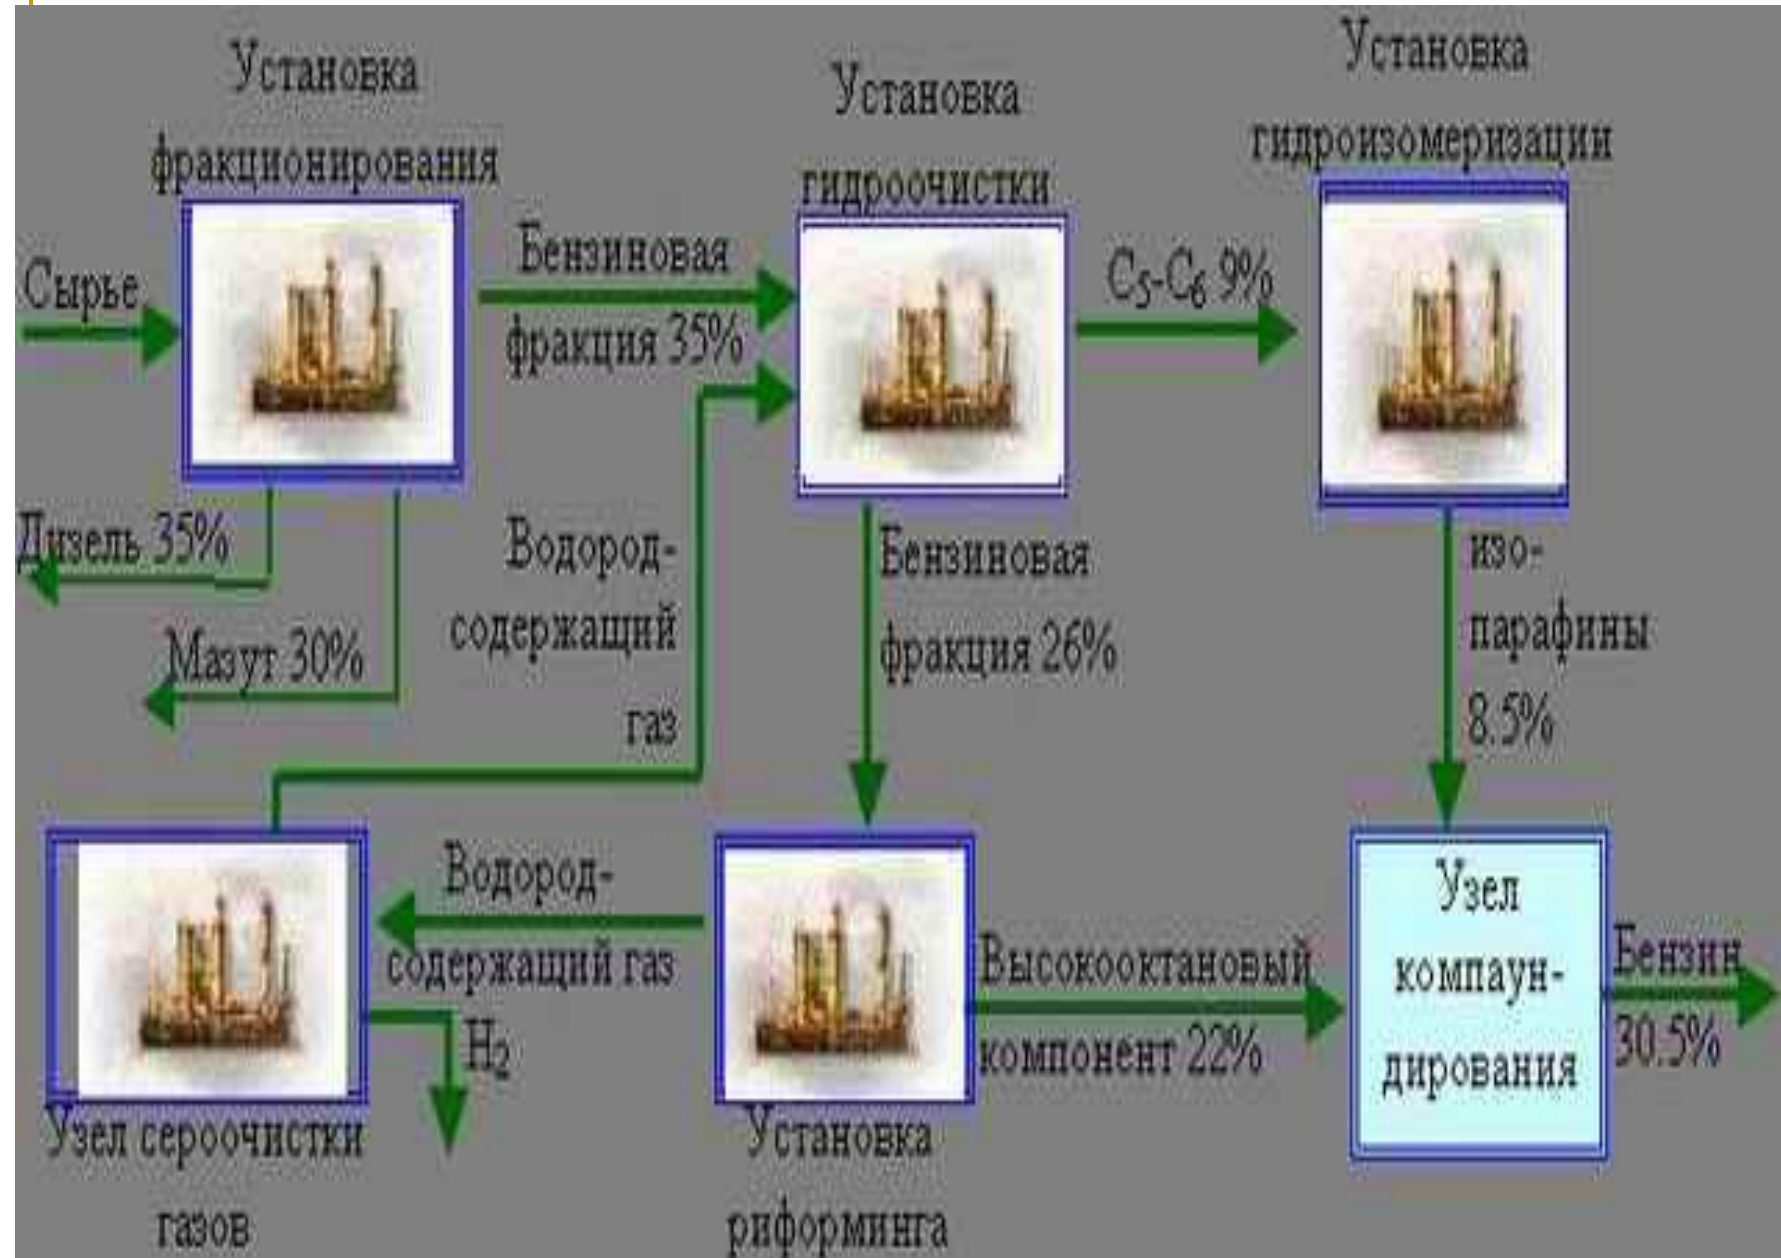 Установка
фракционирования
Установка
гидроочистки
Установка
гидроизомеризации
Сырье
Бензиновая
фракция 35%
C5-C6 9%
Дизель 35%
Мазут 30%
Водород-
содержащий
газ
Бензиновая
фракция 26%
изо-
парафины
8.5%
Водород-
содержащий газ
H2
Высокооктановый
компонент 22%
Узел
компаун-
дирования
Бензин
30.5%
Узел сероочистки
газов
Установка
риформинга